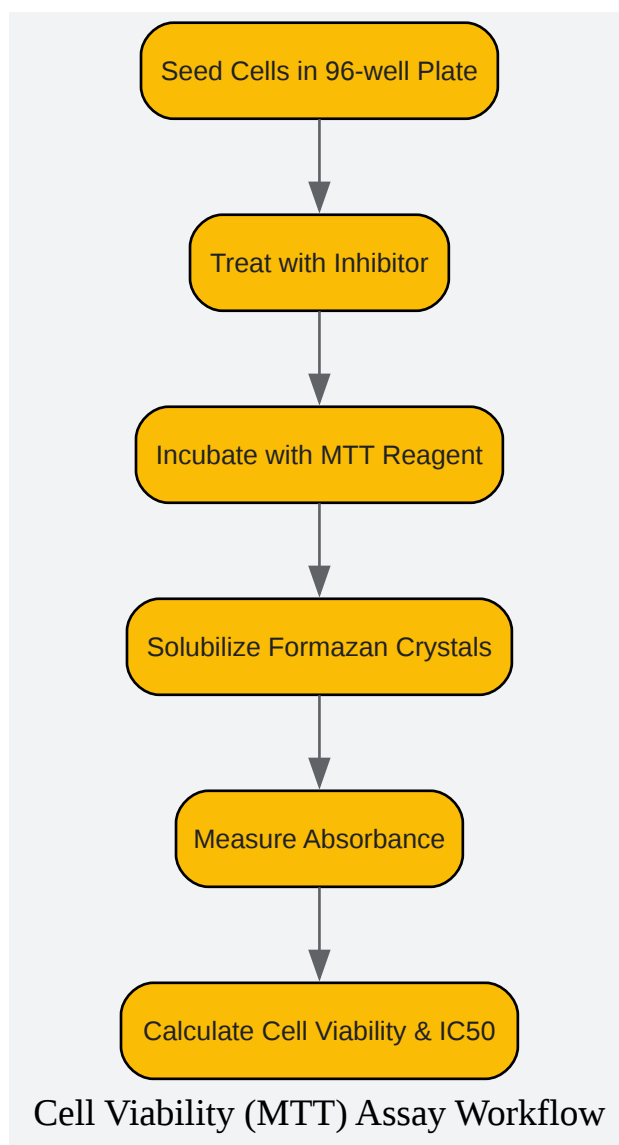 Seed Cells in 96-well Plate
Treat with Inhibitor
Incubate with MTT Reagent
Solubilize Formazan Crystals
Measure Absorbance
Calculate Cell Viability & IC50
Cell Viability (MTT) Assay Workflow